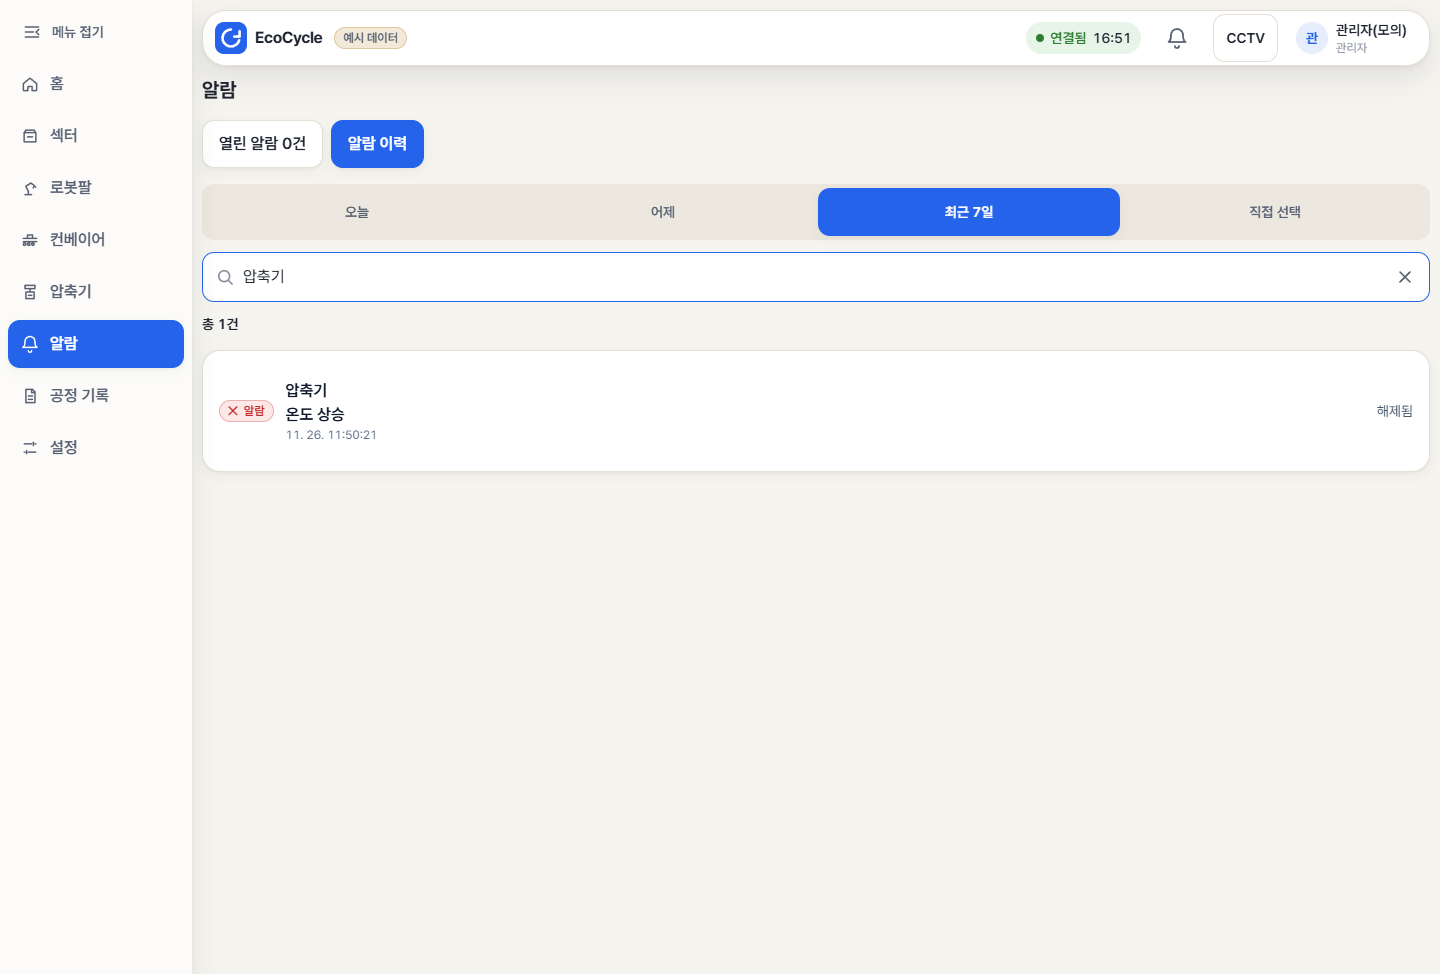 메뉴 접기
홈
섹터
로봇팔
컨베이어
압축기
알람
공정 기록
설정
EcoCycle
예시 데이터
연결됨 16:51
CCTV
관
관리자(모의)
관리자
알람
열린 알람 0건
알람 이력
오늘
어제
최근 7일
직접 선택
압축기
총 1건
알람
압축기
온도 상승
11. 26. 11:50:21
해제됨